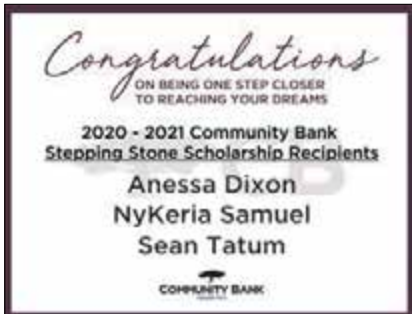 Congratulations
ON BEING ONE STEP CLOSER
TO REACHING YOUR DREAMS
2020 - 2021 Community Bank
Stepping Stone Scholarship Recipients
Anessa Dixon
NyKeria Samuel
Sean Tatum
COMMUNITY BANK